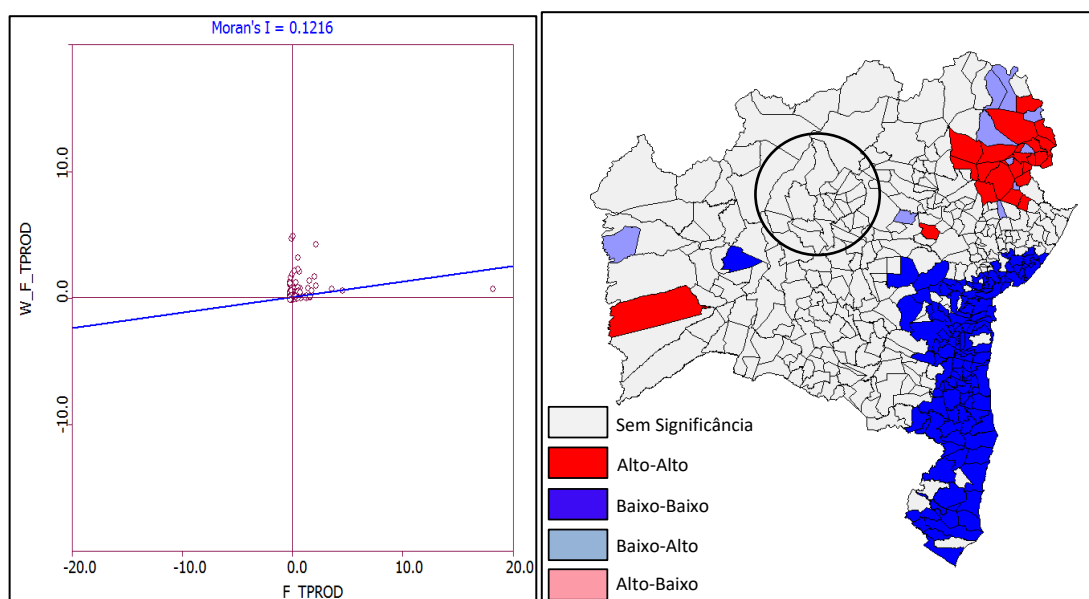 Moran's I = 0.1216
W_F_TPROD
10.0
0.0
-10.0
-20.0
-10.0
0.0
10.0
20.0
F_TPROD
Sem Significância
Alto-Alto
Baixo-Baixo
Baixo-Alto
Alto-Baixo